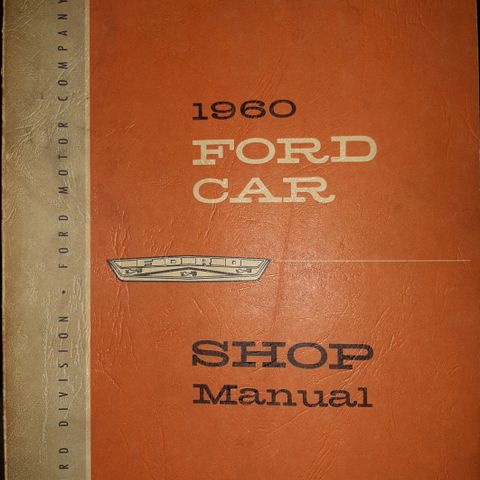 1960
FORD
CAR
FORD
SHOP
Manual
RD DIVISION • FORD MOTOR COMPANY